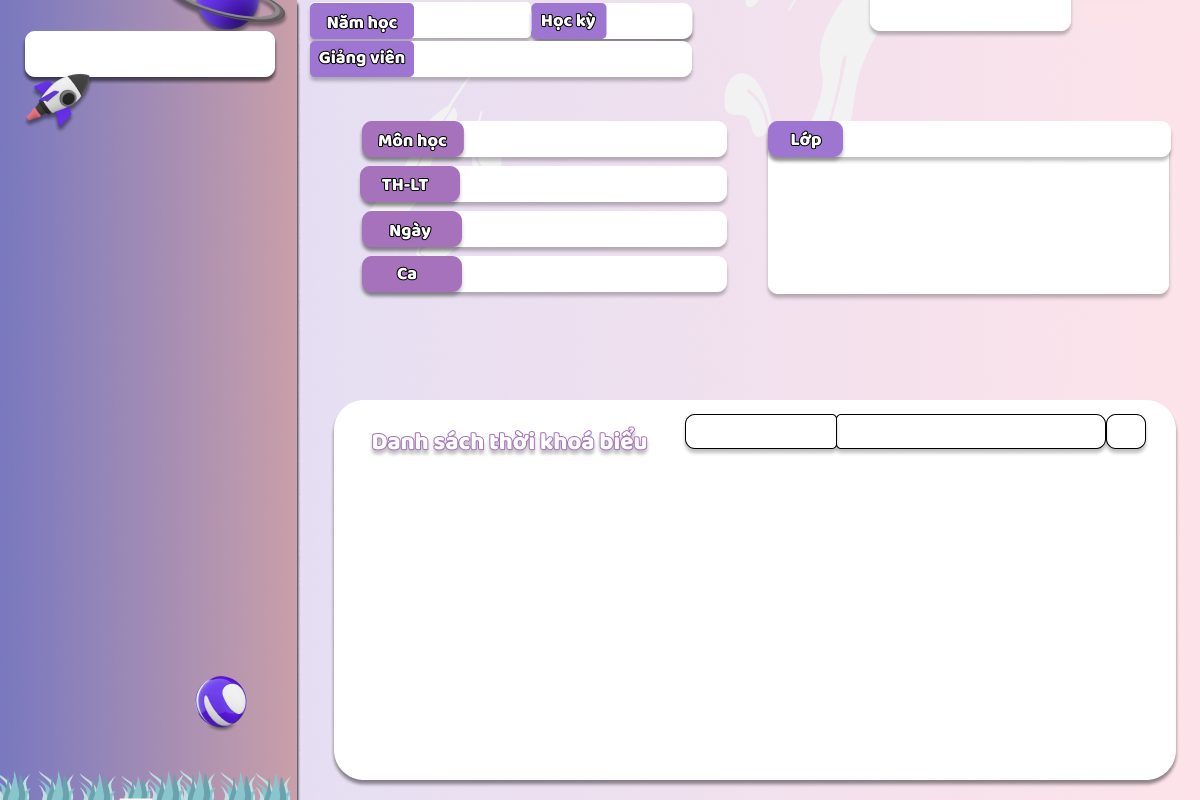 Năm học
Học kỳ
Giảng viên
Môn học
Lớp
TH-LT
Ngày
Ca
Danh sách thời khoá biểu